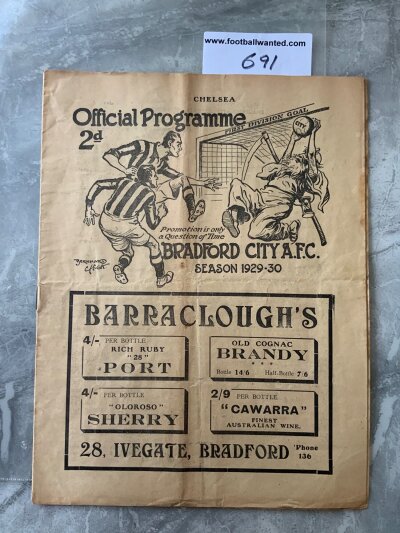 www.footballwanted.com
691
CHELSEA
Official Programme
2d
FIRST DIVISION GOAL
CITY
Promotion is only
a Question of Time
BRADFORD CITY A.F.C.
SEASON 1929-30
BARRACLOUGH'S
4/- PER BOTTLE
RICH RUBY
"28"
PORT
OLD COGNAC
BRANDY
* * *
Bottle 14/6 Half-Bottle 7/6
4/- PER BOTTLE
"OLOROSO"
SHERRY
2/9 PER BOTTLE
"CAWARRA"
FINEST
AUSTRALIAN WINE.
28, IVEGATE, BRADFORD 'Phone
136